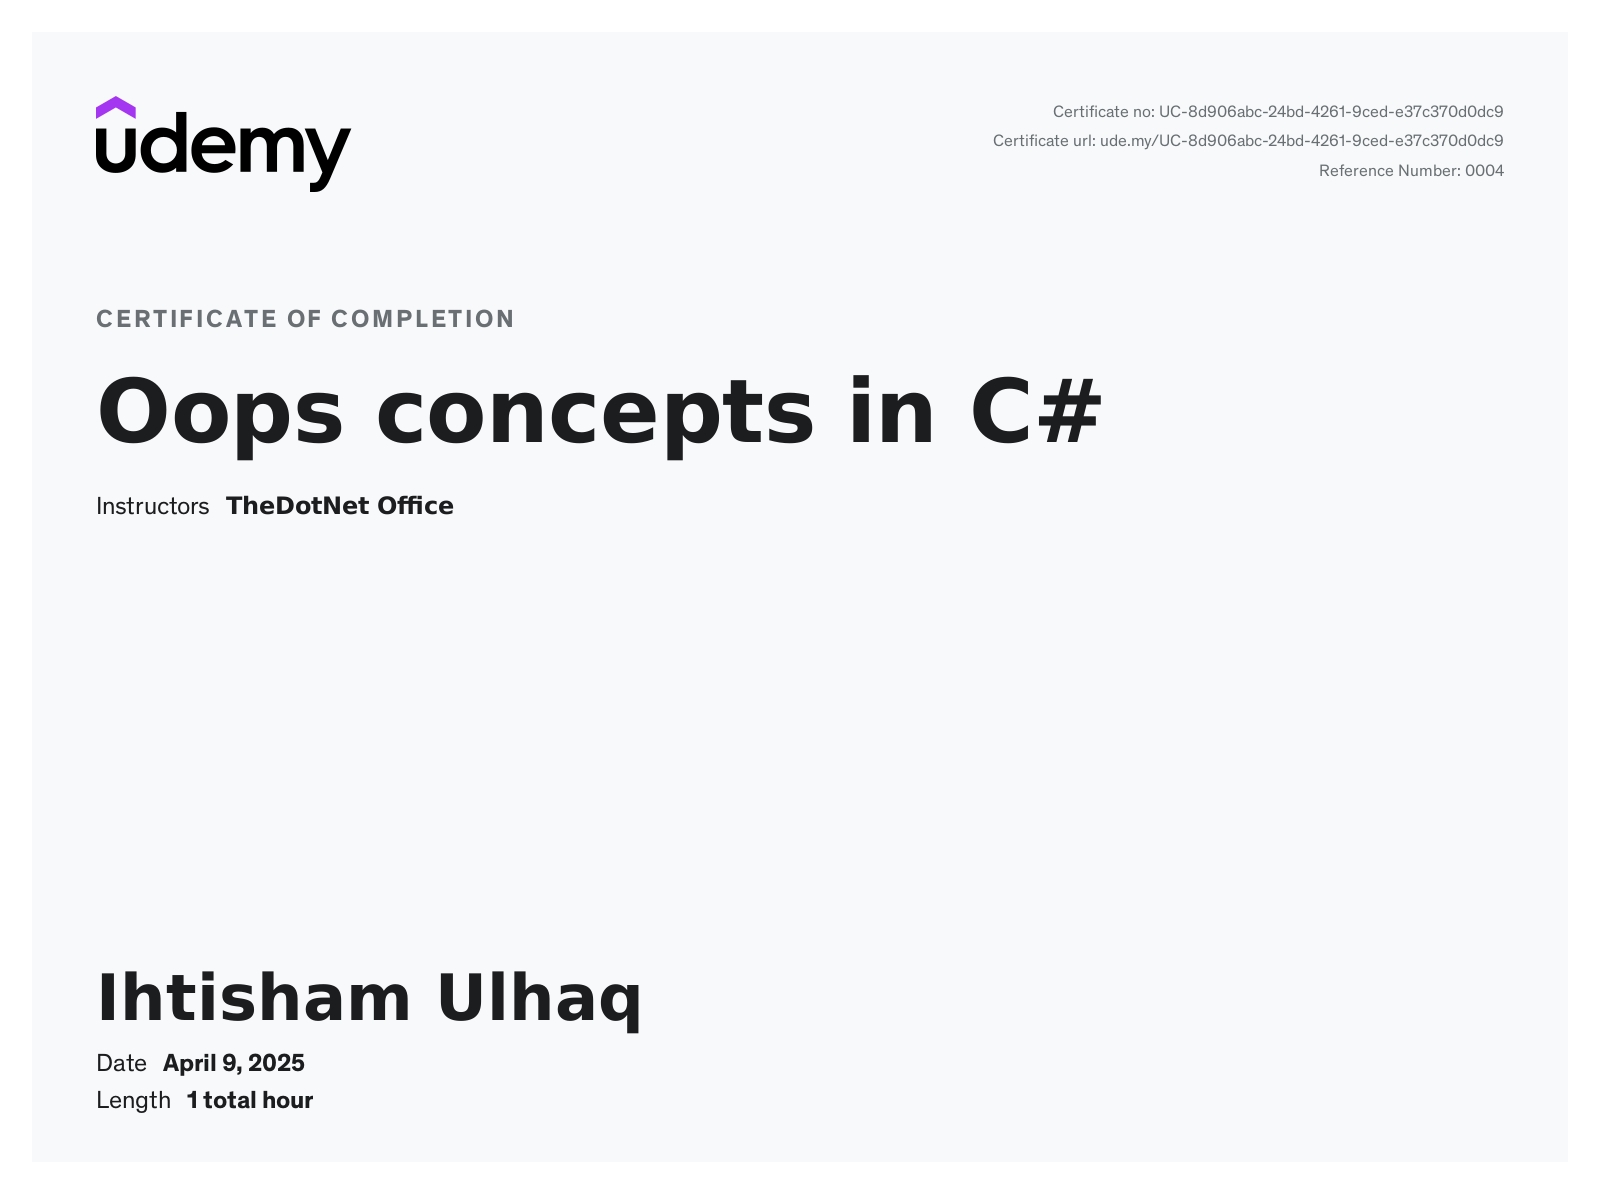 udemy
Certificate no: UC-8d906abc-24bd-4261-9ced-e37c370d0dc9
Certificate url: ude.my/UC-8d906abc-24bd-4261-9ced-e37c370d0dc9
Reference Number: 0004
CERTIFICATE OF COMPLETION
Oops concepts in C#
Instructors TheDotNet Office
Ihtisham Ulhaq
Date April 9, 2025
Length 1 total hour